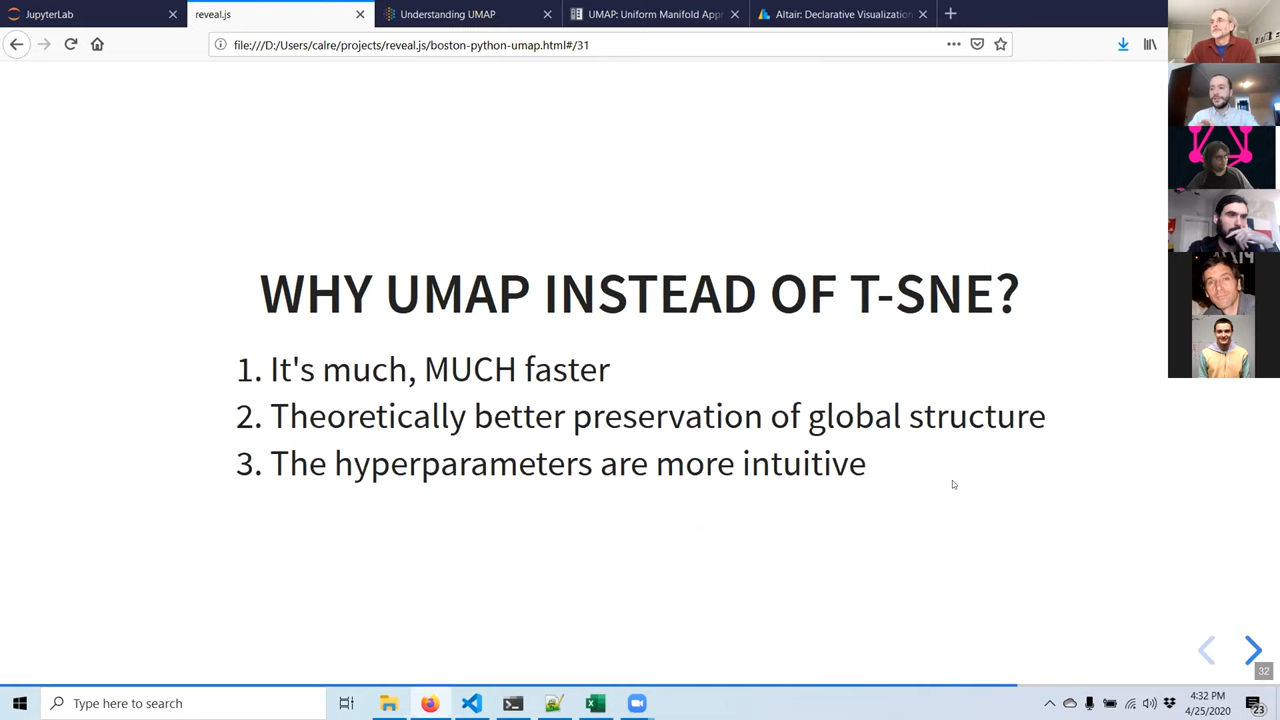 JupyterLab
reveal.js
Understanding UMAP
UMAP: Uniform Manifold Appr
Altair: Declarative Visualization
file:///D:/Users/calre/projects/reveal.js/boston-python-umap.html#/31
WHY UMAP INSTEAD OF T-SNE?
1. It's much, MUCH faster
2. Theoretically better preservation of global structure
3. The hyperparameters are more intuitive
32
Type here to search
4:32 PM
4/25/2020
23